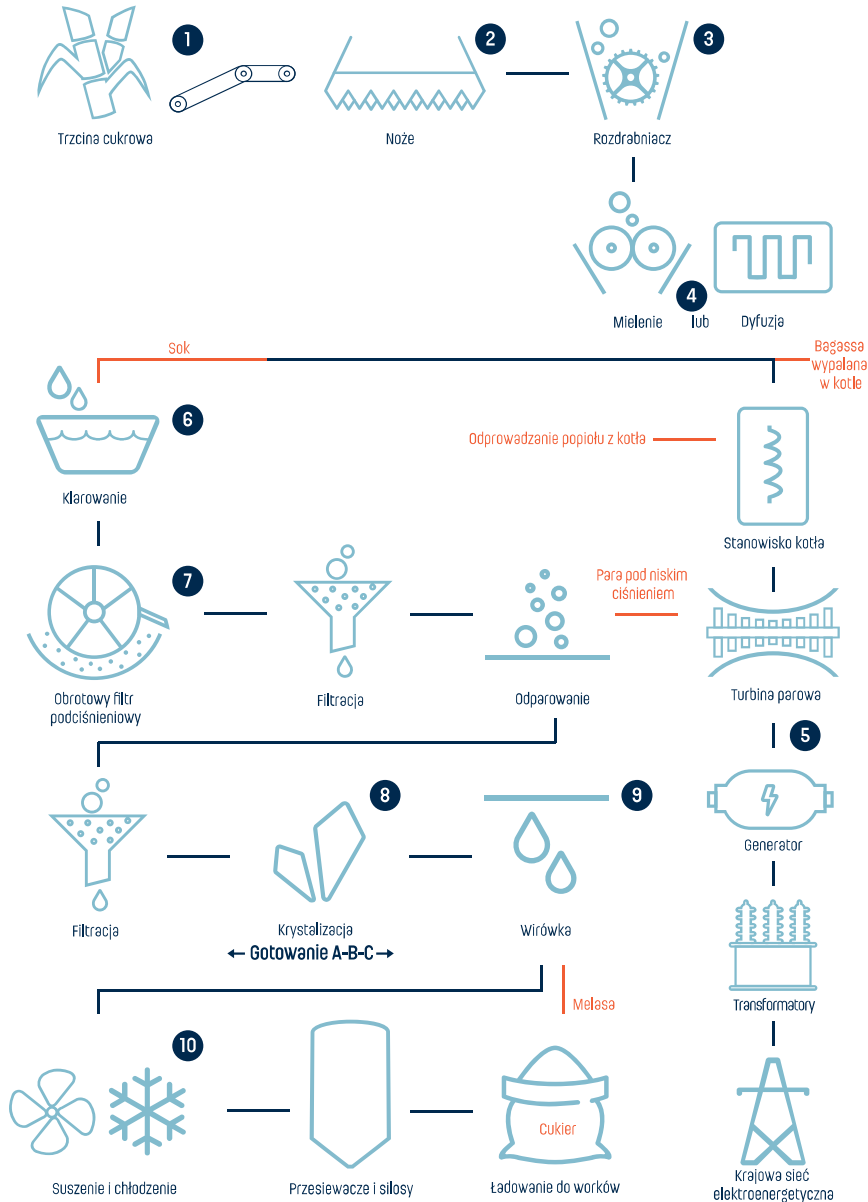 1
2
3
Trzcina cukrowa
Noże
Rozdrabniacz
4
Mielenie lub Dyfuzja
Sok
Bagassa
wypalana
w kotle
6
Odprowadzanie popiołu z kotła
Klarowanie
Stanowisko kotła
7
Para pod niskim
ciśnieniem
Obrotowy filtr
podciśnieniowy
Filtracja
Odparowanie
Turbina parowa
5
8
9
Generator
Filtracja
Krystalizacja
← Gotowanie A-B-C →
Wirówka
Transformatory
Melasa
10
Cukier
Suszenie i chłodzenie
Przesiewacze i silosy
Ładowanie do worków
Krajowa sieć
elektroenergetyczna